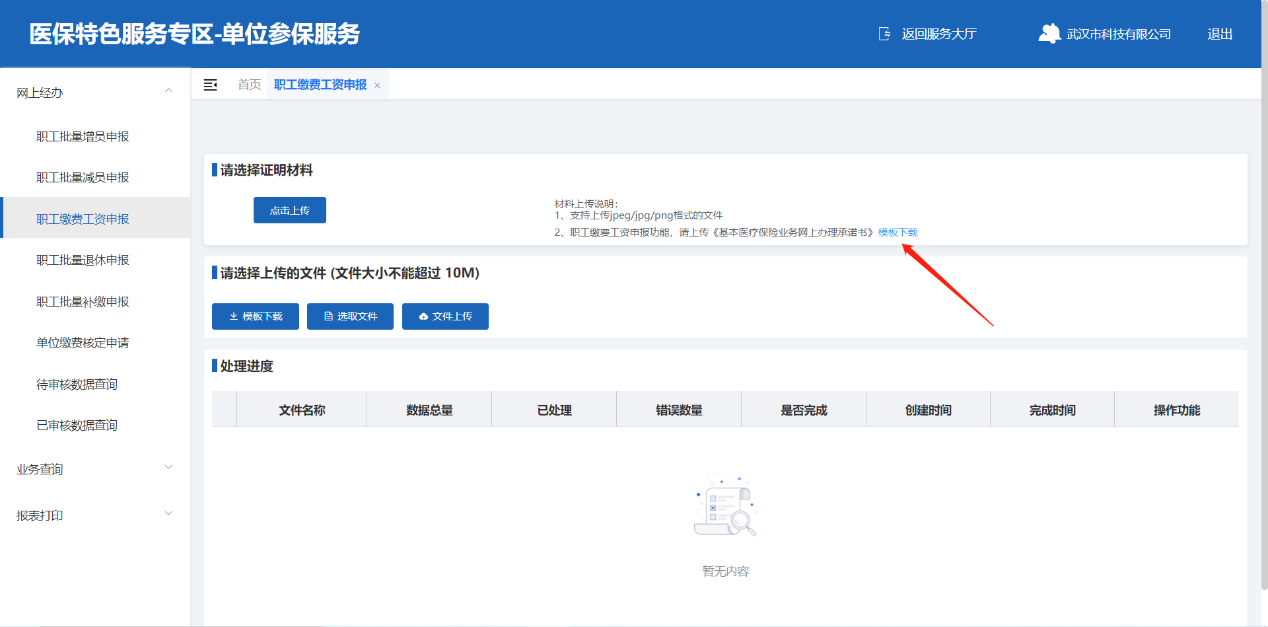 医保特色服务专区-单位参保服务
返回服务大厅
武汉市科技有限公司
退出
网上经办
职工批量增员申报
职工批量减员申报
职工缴费工资申报
职工批量退休申报
职工批量补缴申报
单位缴费核定申请
待审核数据查询
已审核数据查询
业务查询
报表打印
首页
职工缴费工资申报 ×
请选择证明材料
点击上传
材料上传说明：
1、支持上传jpeg/jpg/png格式的文件
2、职工缴费工资申报功能，请上传《基本医疗保险业务网上办理承诺书》模板下载
请选择上传的文件 (文件大小不能超过 10M)
模板下载
选取文件
文件上传
处理进度
文件名称 数据总量 已处理 错误数量 是否完成 创建时间 完成时间 操作功能
暂无内容